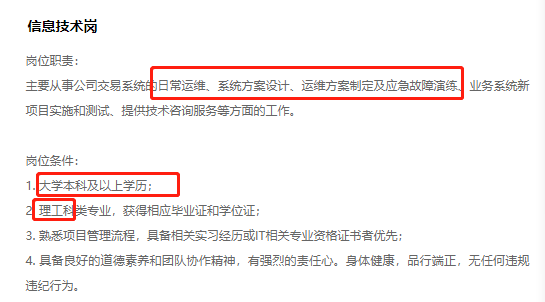 信息技术岗
岗位职责：
主要从事公司交易系统的日常运维、系统方案设计、运维方案制定及应急故障演练、业务系统新
项目实施和测试、提供技术咨询服务等方面的工作。
岗位条件：
1. 大学本科及以上学历；
2. 理工科类专业，获得相应毕业证和学位证；
3. 熟悉项目管理流程，具备相关实习经历或IT相关专业资格证书者优先；
4. 具备良好的道德素养和团队协作精神，有强烈的责任心。身体健康，品行端正，无任何违规
违纪行为。